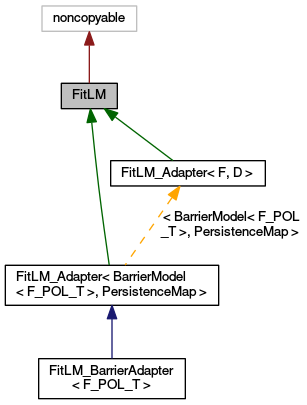 noncopyable
FitLM
FitLM_Adapter< F, D >
< BarrierModel< F_POL
_T >, PersistenceMap >
FitLM_Adapter< BarrierModel
< F_POL_T >, PersistenceMap >
FitLM_BarrierAdapter
< F_POL_T >